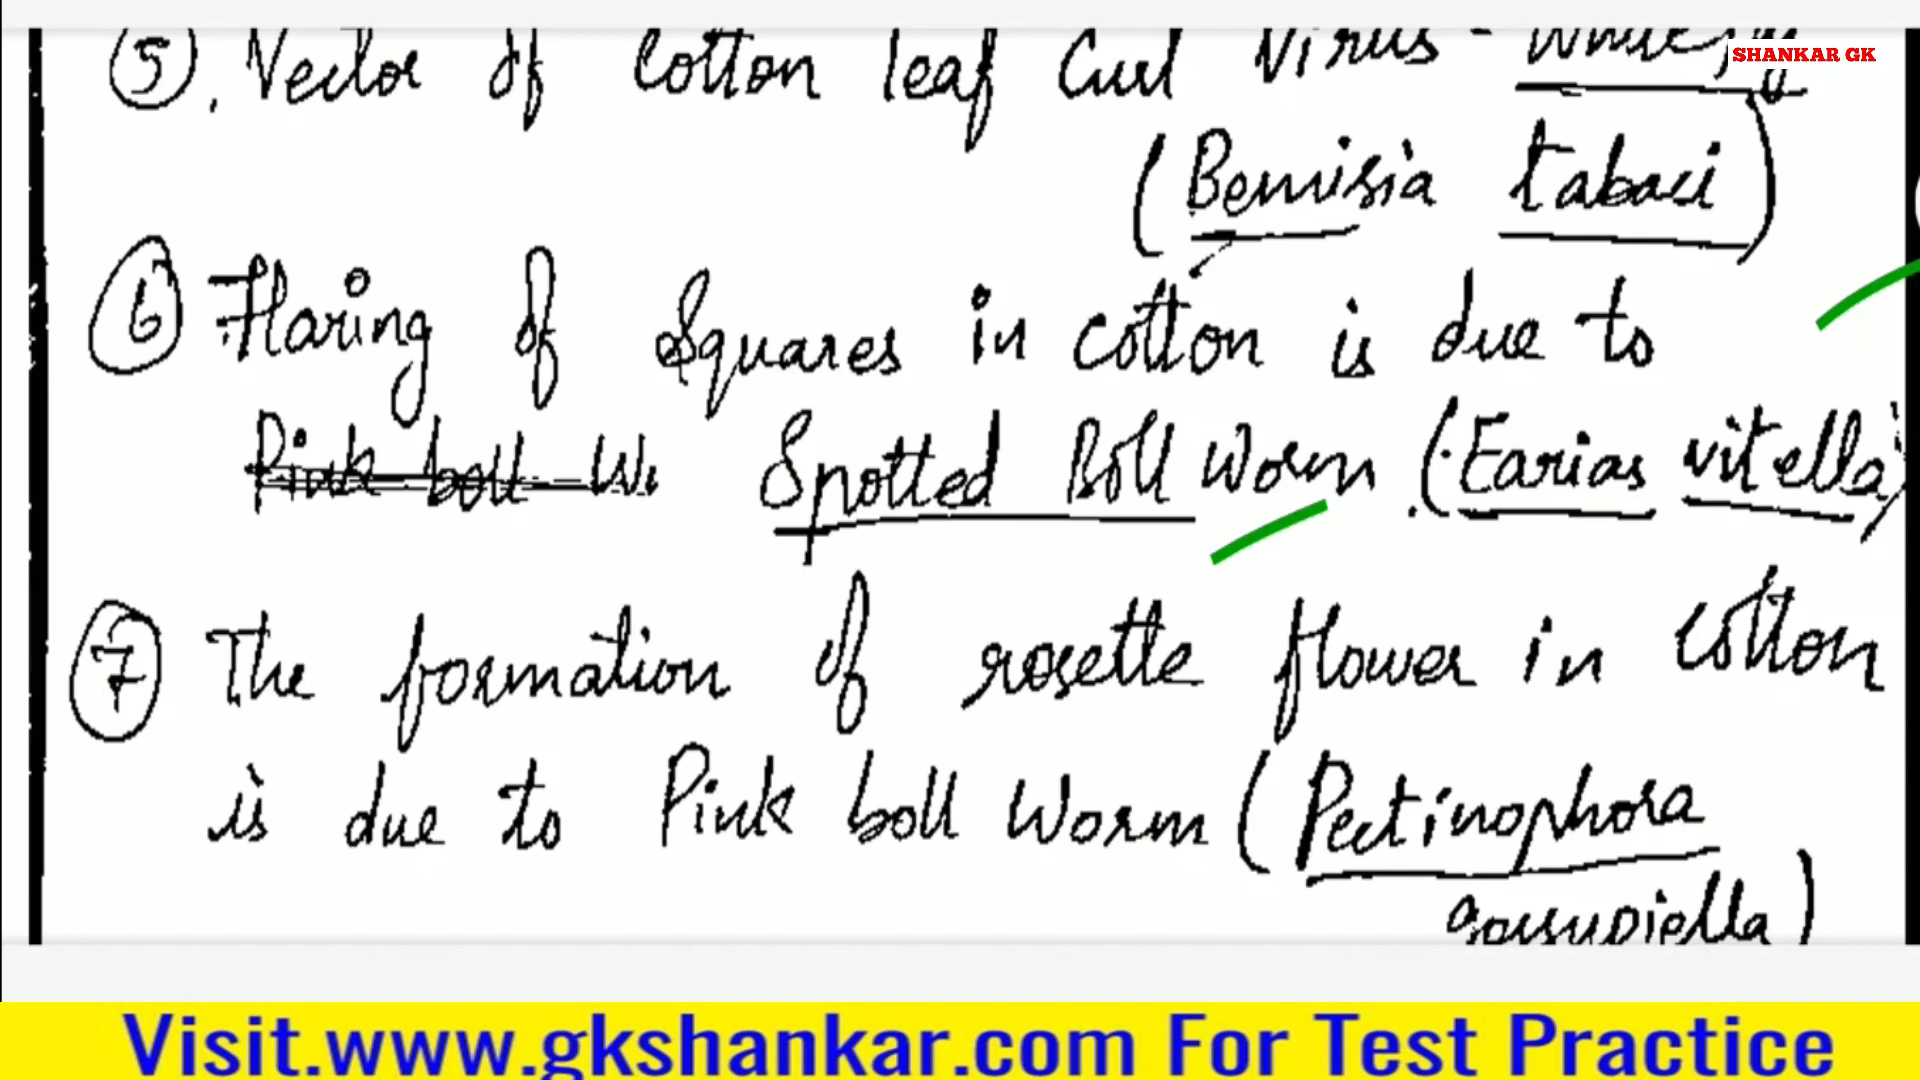 ⑤. Vector of Cotton leaf Curl Virus - Whitefly
SHANKAR GK
(Bemisia tabaci)
⑥ Flaring of Squares in cotton is due to
Pink boll Wo Spotted Boll Worm (Earias vitella)
⑦ The formation of rosette flower in Cotton
is due to Pink boll Worm (Pectinophora
gossypiella)
Visit.www.gkshankar.com For Test Practice